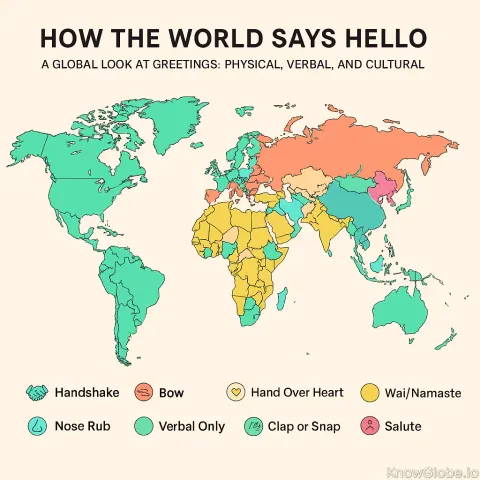 HOW THE WORLD SAYS HELLO
A GLOBAL LOOK AT GREETINGS: PHYSICAL, VERBAL, AND CULTURAL
Handshake Bow Hand Over Heart Wai/Namaste
Nose Rub Verbal Only Clap or Snap Salute
KnowGlobe.io